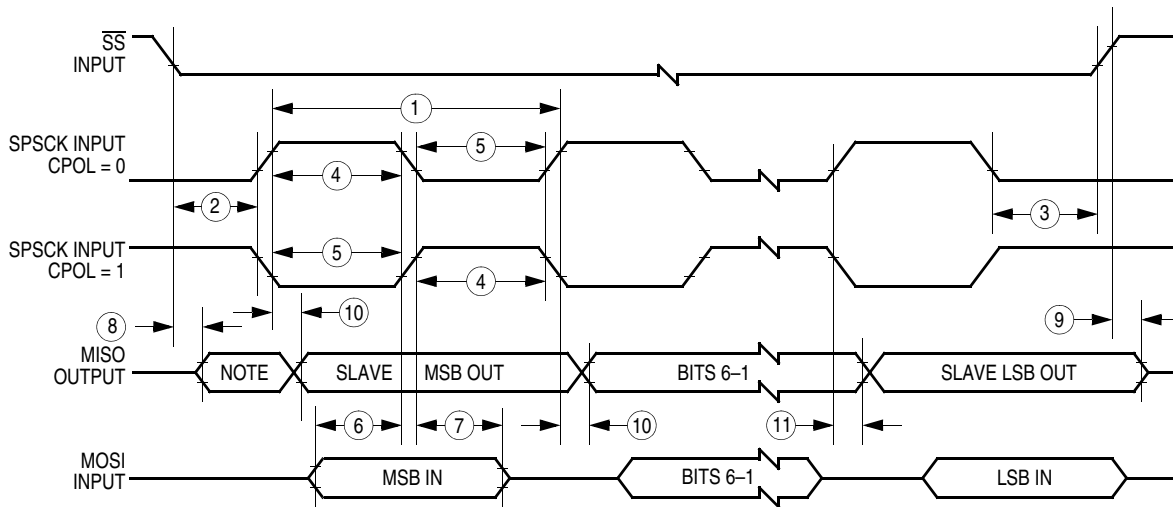 SS
INPUT
1
SPSCK INPUT
CPOL = 0
5
4
2
3
SPSCK INPUT
CPOL = 1
5
4
8
10
9
MISO
OUTPUT
NOTE
SLAVE MSB OUT
BITS 6–1
SLAVE LSB OUT
6
7
10
11
MOSI
INPUT
MSB IN
BITS 6–1
LSB IN